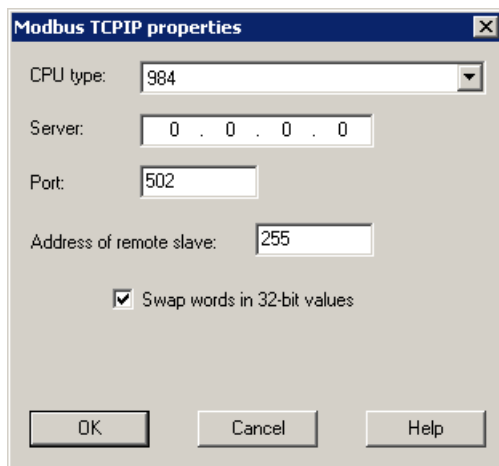 Modbus TCPIP properties
CPU type: 984
Server: 0 . 0 . 0 . 0
Port: 502
Address of remote slave: 255
Swap words in 32-bit values
OK Cancel Help